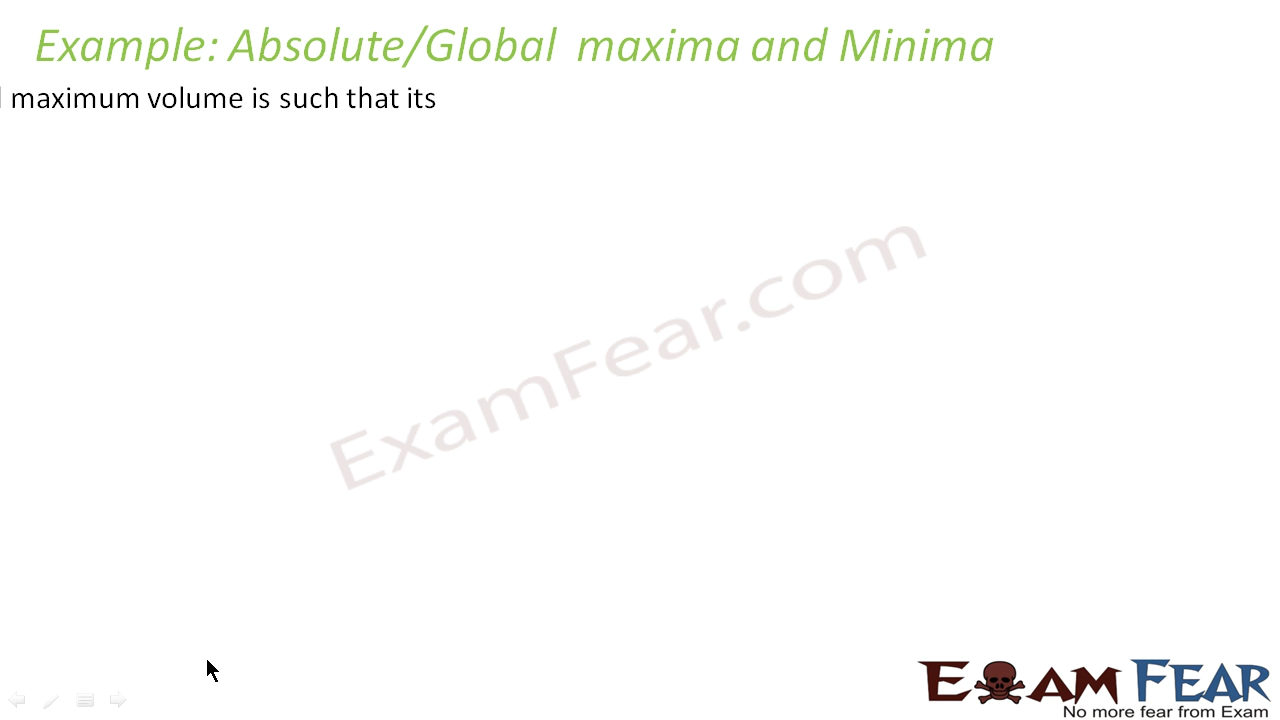 Example: Absolute/Global maxima and Minima
maximum volume is such that its
ExamFear.com
EXAM FEAR
No more fear from Exam